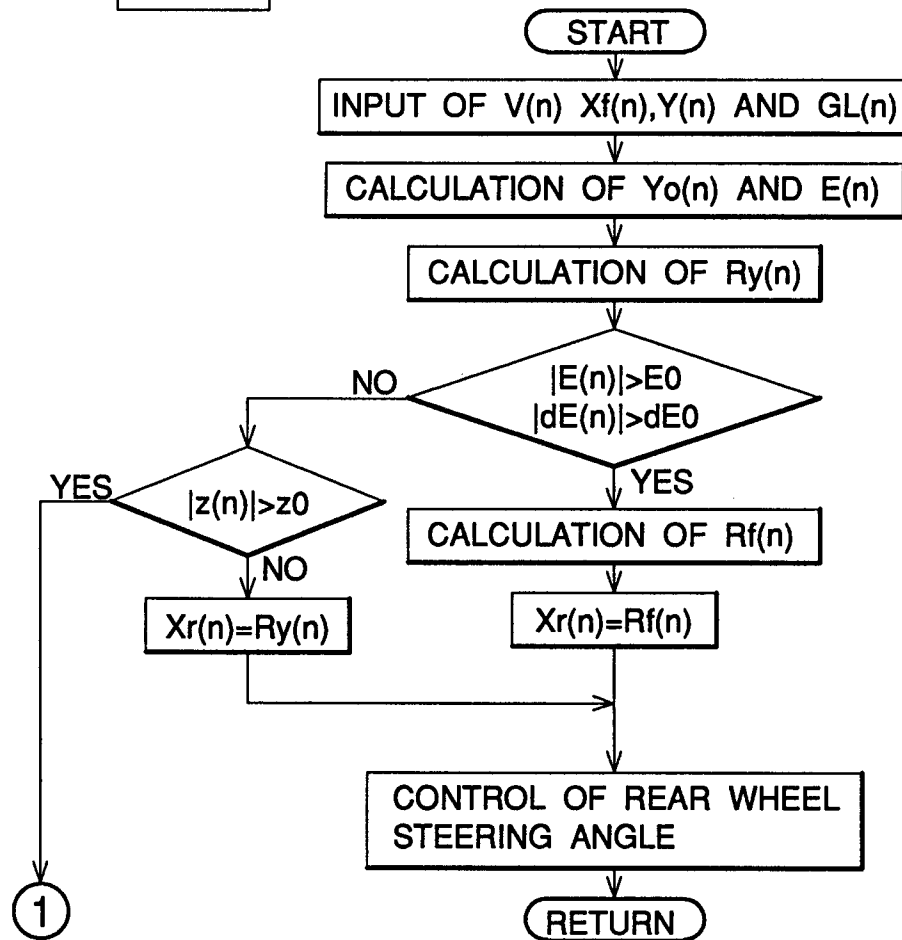 START
INPUT OF V(n) Xf(n),Y(n) AND GL(n)
CALCULATION OF Yo(n) AND E(n)
CALCULATION OF Ry(n)
|E(n)|>E0
|dE(n)|>dE0
NO
YES
|z(n)|>z0
YES
NO
CALCULATION OF Rf(n)
Xr(n)=Ry(n)
Xr(n)=Rf(n)
CONTROL OF REAR WHEEL
STEERING ANGLE
1
RETURN